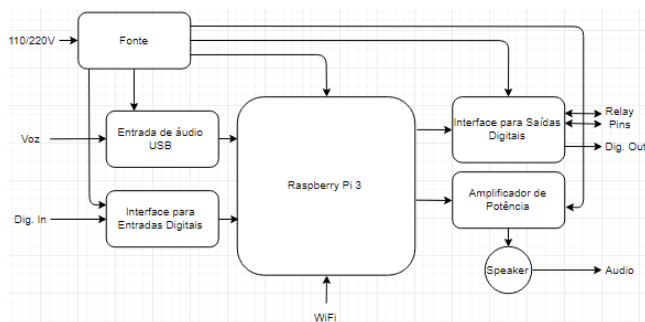 110/220V
Fonte
Voz
Entrada de áudio
USB
Dig. In
Interface para
Entradas Digitais
Raspberry Pi 3
WiFi
Interface para Saídas
Digitais
Relay
Pins
Dig. Out
Amplificador de
Potência
Speaker
Audio